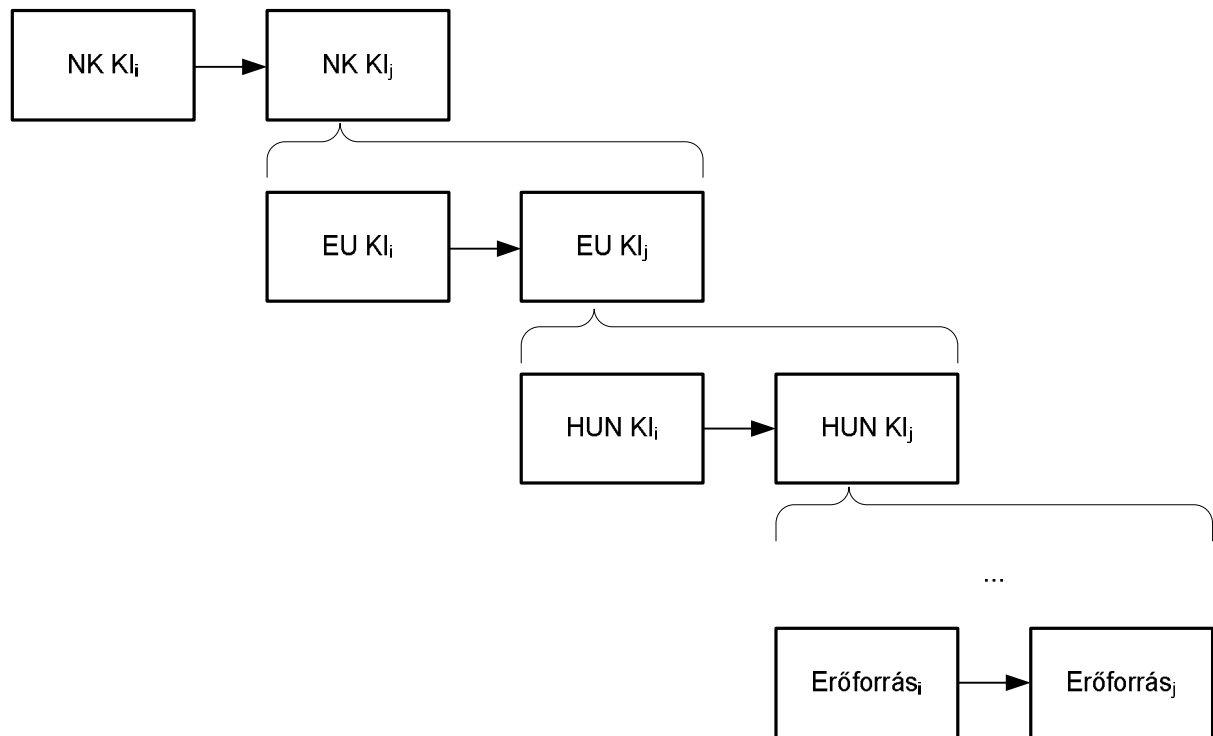 NK KIᵢ
NK KIⱼ
EU KIᵢ
EU KIⱼ
HUN KIᵢ
HUN KIⱼ
...
Erőforrásᵢ
Erőforrásⱼ